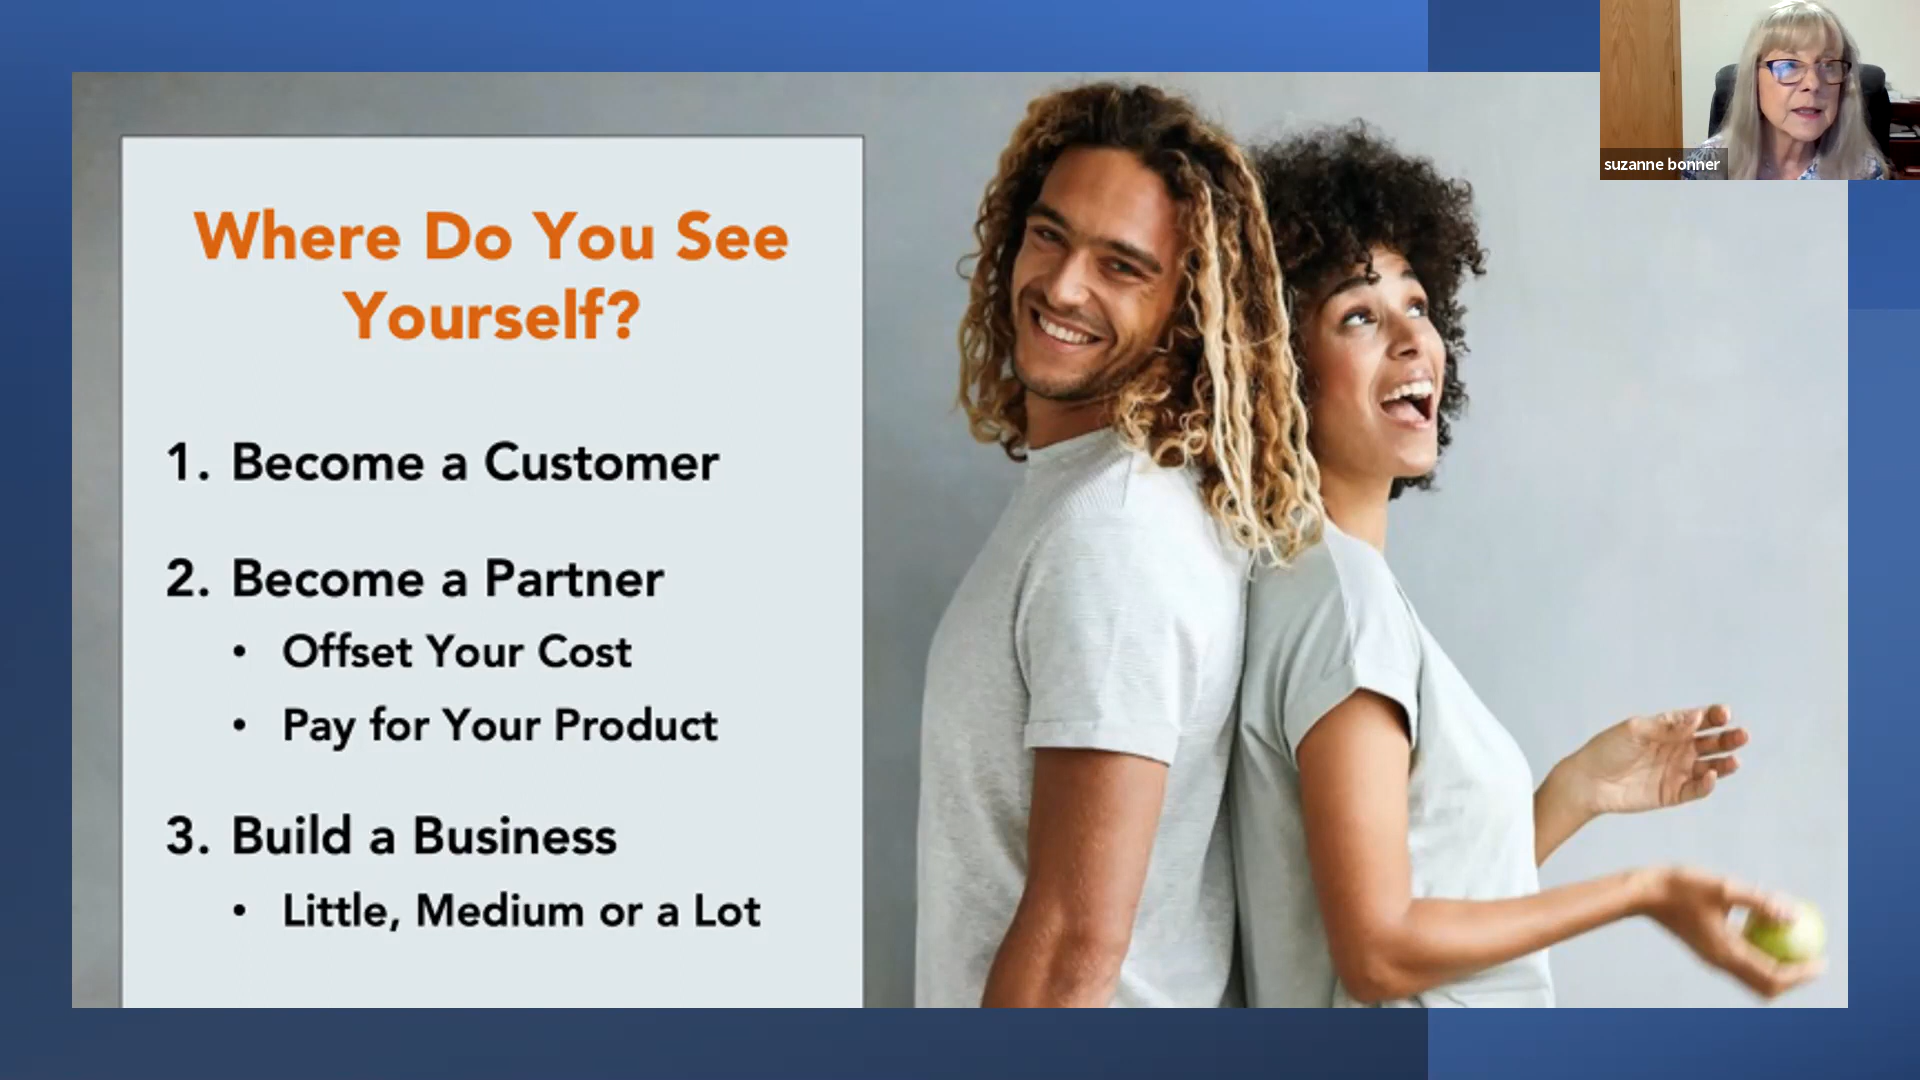 suzanne bonner
Where Do You See
Yourself?
1. Become a Customer
2. Become a Partner
• Offset Your Cost
• Pay for Your Product
3. Build a Business
• Little, Medium or a Lot